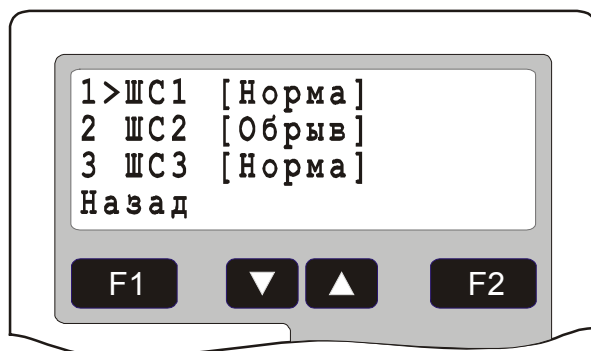 1>ШС1 [Норма]
2 ШС2 [Обрыв]
3 ШС3 [Норма]
Назад
F1 ▼ ▲ F2